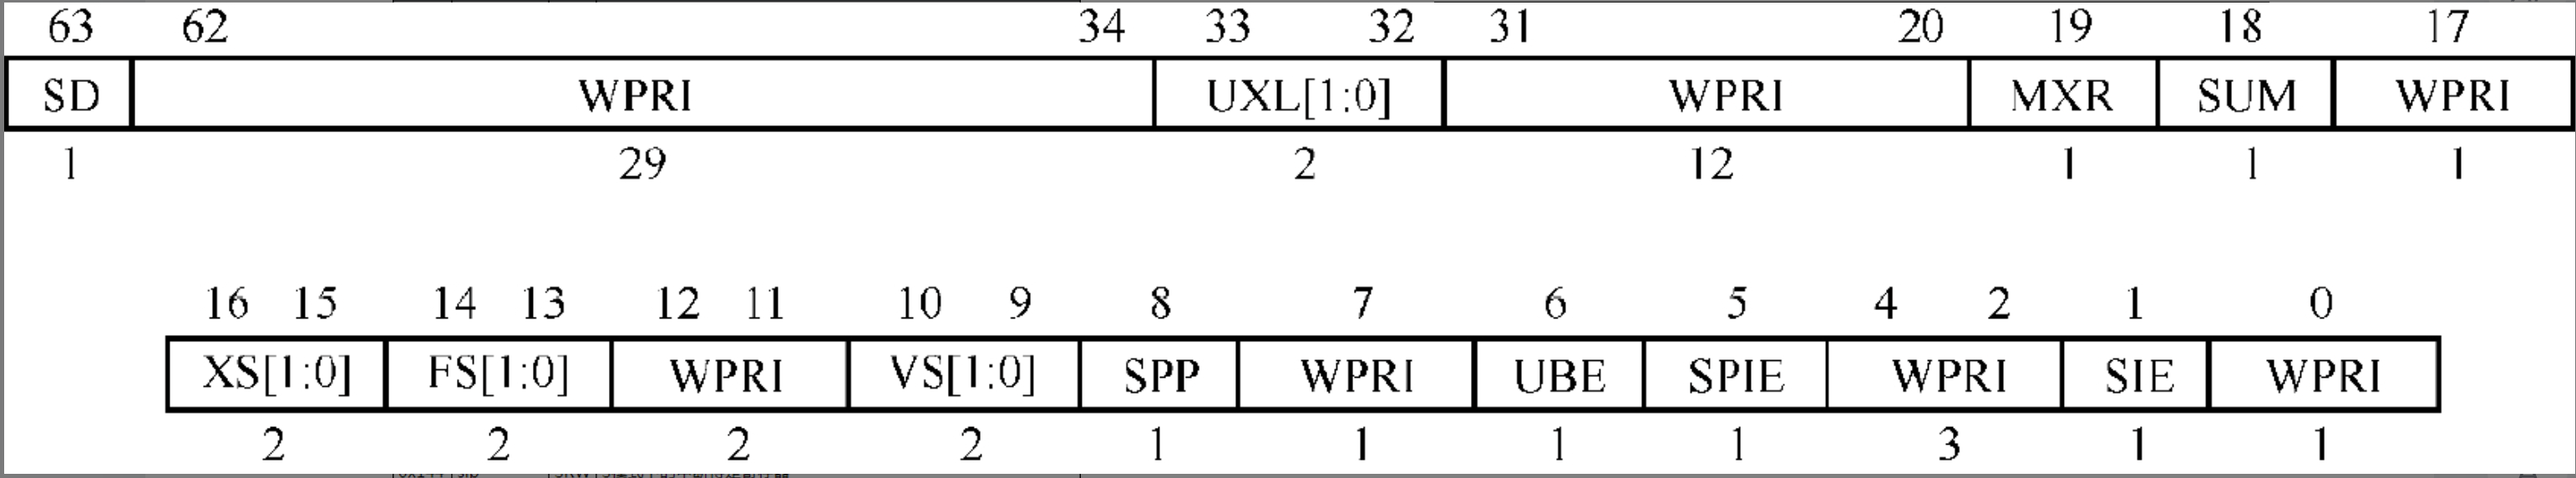 63 62 34 33 32 31 20 19 18 17
SD WPRI UXL[1:0] WPRI MXR SUM WPRI
1 29 2 12 1 1 1
16 15 14 13 12 11 10 9 8 7 6 5 4 2 1 0
XS[1:0] FS[1:0] WPRI VS[1:0] SPP WPRI UBE SPIE WPRI SIE WPRI
2 2 2 2 1 1 1 1 3 1 1